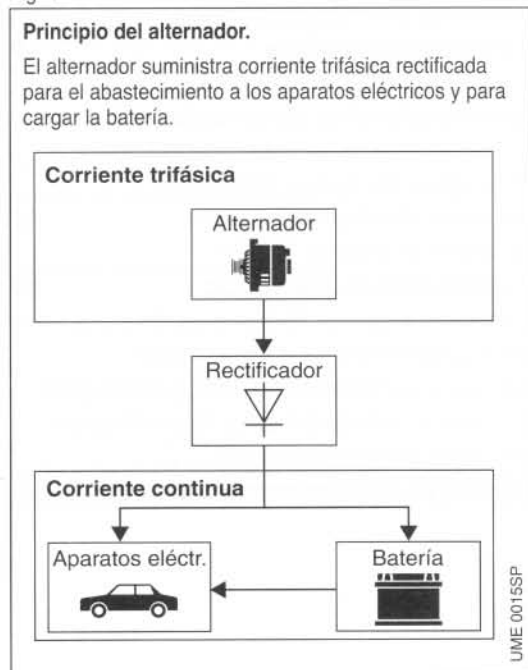 Principio del alternador.
El alternador suministra corriente trifásica rectificada
para el abastecimiento a los aparatos eléctricos y para
cargar la batería.
Corriente trifásica
Alternador
Rectificador
Corriente continua
Aparatos eléctr.
Batería
UME 0015SP